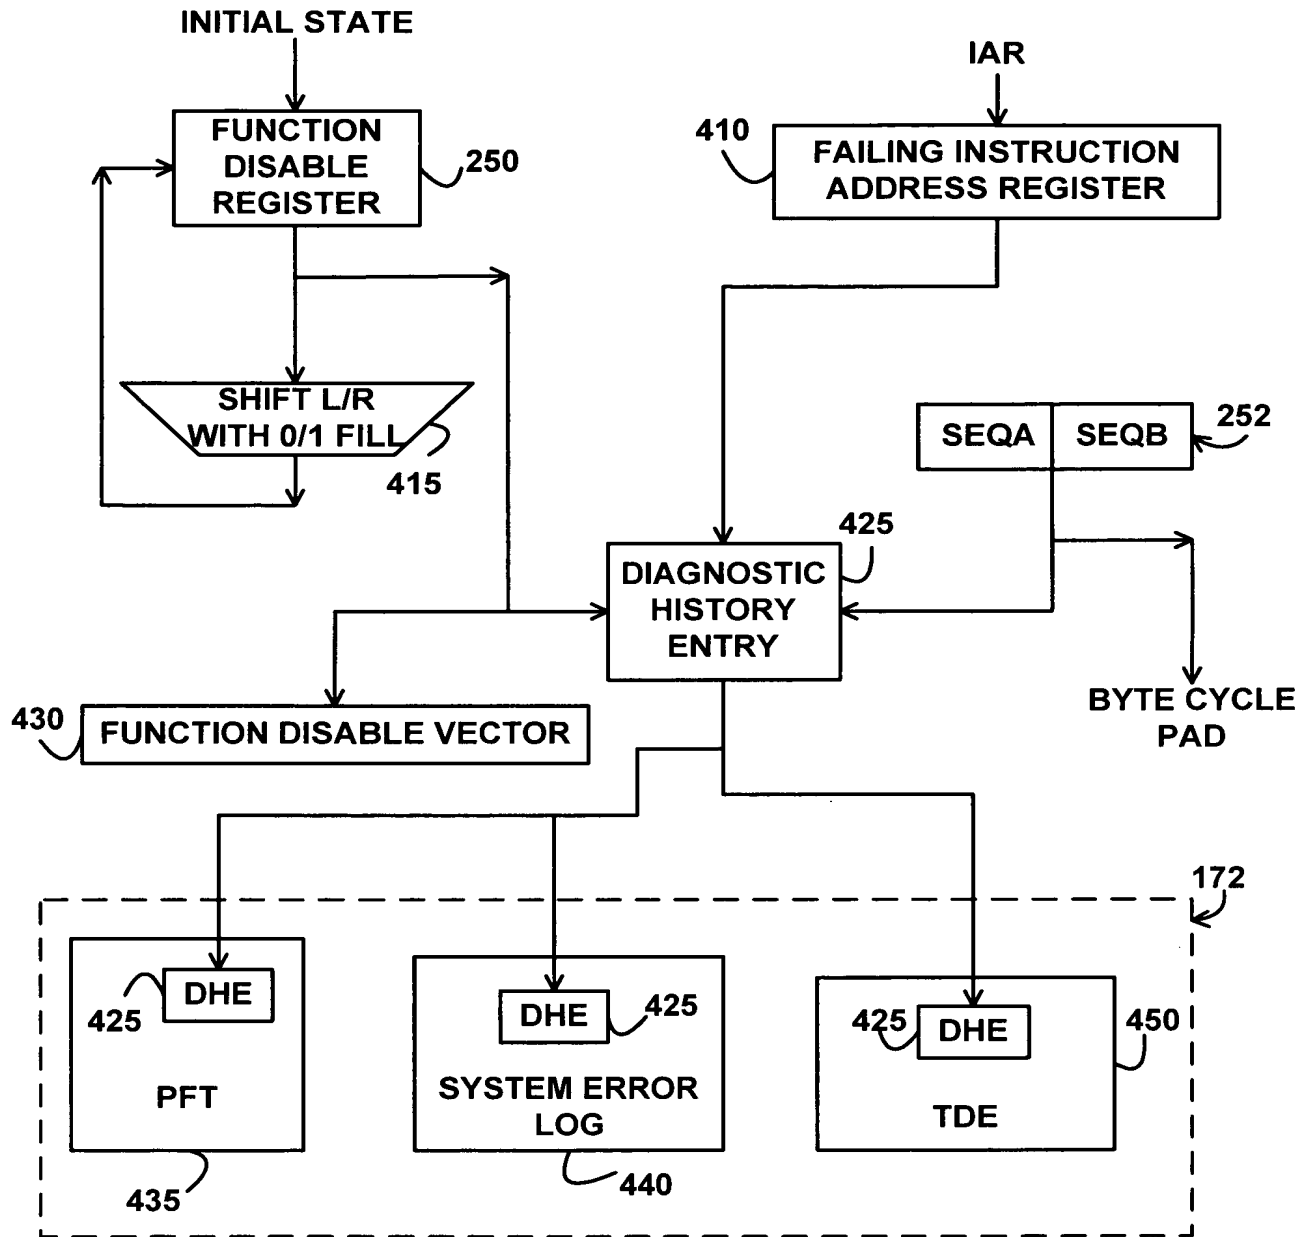 INITIAL STATE
IAR
FUNCTION
DISABLE
REGISTER
250
410
FAILING INSTRUCTION
ADDRESS REGISTER
SHIFT L/R
WITH 0/1 FILL
415
SEQA
SEQB
252
425
DIAGNOSTIC
HISTORY
ENTRY
BYTE CYCLE
PAD
430
FUNCTION DISABLE VECTOR
172
DHE
425
PFT
435
DHE
425
SYSTEM ERROR
LOG
440
425
DHE
450
TDE